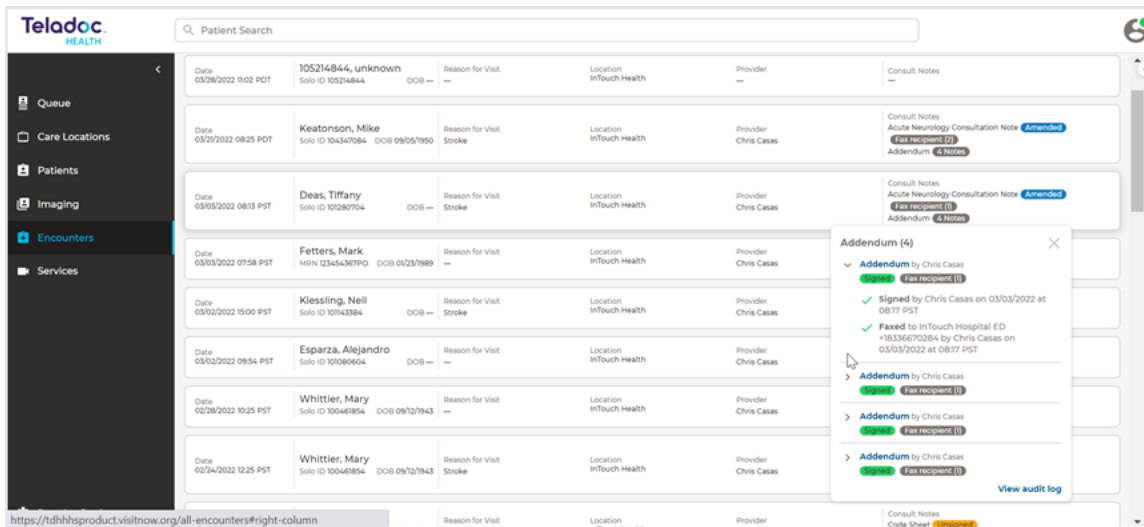 Teladoc
HEALTH
Patient Search
Queue
Care Locations
Patients
Imaging
Encounters
Services
Date
03/28/2022 11:02 PDT
105214844, unknown
Solo ID 105214844 DOB —
Reason for Visit
—
Location
InTouch Health
Provider
—
Consult Notes
—
Date
03/21/2022 08:25 PDT
Keatonson, Mike
Solo ID 104347084 DOB 09/05/1950
Reason for Visit
Stroke
Location
InTouch Health
Provider
Chris Casas
Consult Notes
Acute Neurology Consultation Note Amended
Fax recipient (2)
Addendum 4 Notes
Date
03/03/2022 08:13 PST
Deas, Tiffany
Solo ID 101280704 DOB —
Reason for Visit
Stroke
Location
InTouch Health
Provider
Chris Casas
Consult Notes
Acute Neurology Consultation Note Amended
Fax recipient (1)
Addendum 4 Notes
Date
03/03/2022 07:58 PST
Fetters, Mark
MRN 123454367PO DOB 01/23/1989
Reason for Visit
—
Location
InTouch Health
Provider
Chris Casas
Date
03/02/2022 15:00 PST
Kiessling, Neil
Solo ID 101143384 DOB —
Reason for Visit
Stroke
Location
InTouch Health
Provider
Chris Casas
Date
03/02/2022 09:54 PST
Esparza, Alejandro
Solo ID 101080604 DOB —
Reason for Visit
—
Location
InTouch Health
Provider
Chris Casas
Date
02/28/2022 10:25 PST
Whittier, Mary
Solo ID 100461854 DOB 09/12/1943
Reason for Visit
—
Location
InTouch Health
Provider
Chris Casas
Date
02/24/2022 12:25 PST
Whittier, Mary
Solo ID 100461854 DOB 09/12/1943
Reason for Visit
Stroke
Location
InTouch Health
Provider
Chris Casas
Reason for Visit
Location
Provider
Consult Notes
Code Sheet Unsigned
Addendum (4)
Addendum by Chris Casas
Signed Fax recipient (1)
Signed by Chris Casas on 03/03/2022 at
08:17 PST
Faxed to InTouch Hospital ED
+18336670284 by Chris Casas on
03/03/2022 at 08:17 PST
Addendum by Chris Casas
Signed Fax recipient (1)
Addendum by Chris Casas
Signed Fax recipient (1)
Addendum by Chris Casas
Signed Fax recipient (1)
View audit log
https://tdhhhsproduct.visitnow.org/all-encounters#right-column